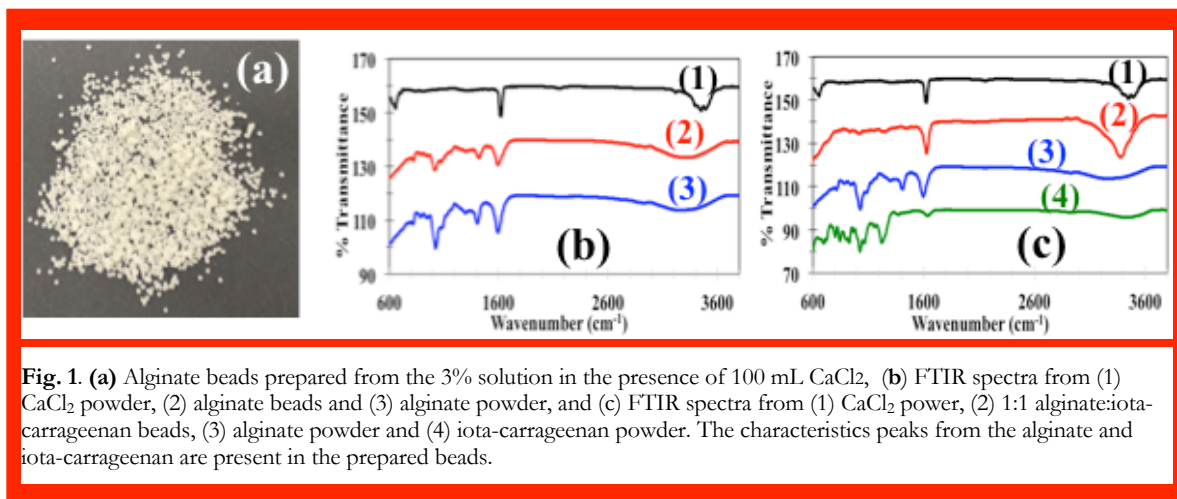 (a)
170
150
130
110
90
% Transmittance
(1)
(2)
(3)
(b)
600
1600
2600
3600
Wavenumber (cm-1)
170
150
130
110
90
70
% Transmittance
(1)
(2)
(3)
(4)
(c)
600
1600
2600
3600
Wavenumber (cm-1)
Fig. 1. (a) Alginate beads prepared from the 3% solution in the presence of 100 mL CaCl2, (b) FTIR spectra from (1)
CaCl2 powder, (2) alginate beads and (3) alginate powder, and (c) FTIR spectra from (1) CaCl2 power, (2) 1:1 alginate:iota-
carrageenan beads, (3) alginate powder and (4) iota-carrageenan powder. The characteristics peaks from the alginate and
iota-carrageenan are present in the prepared beads.